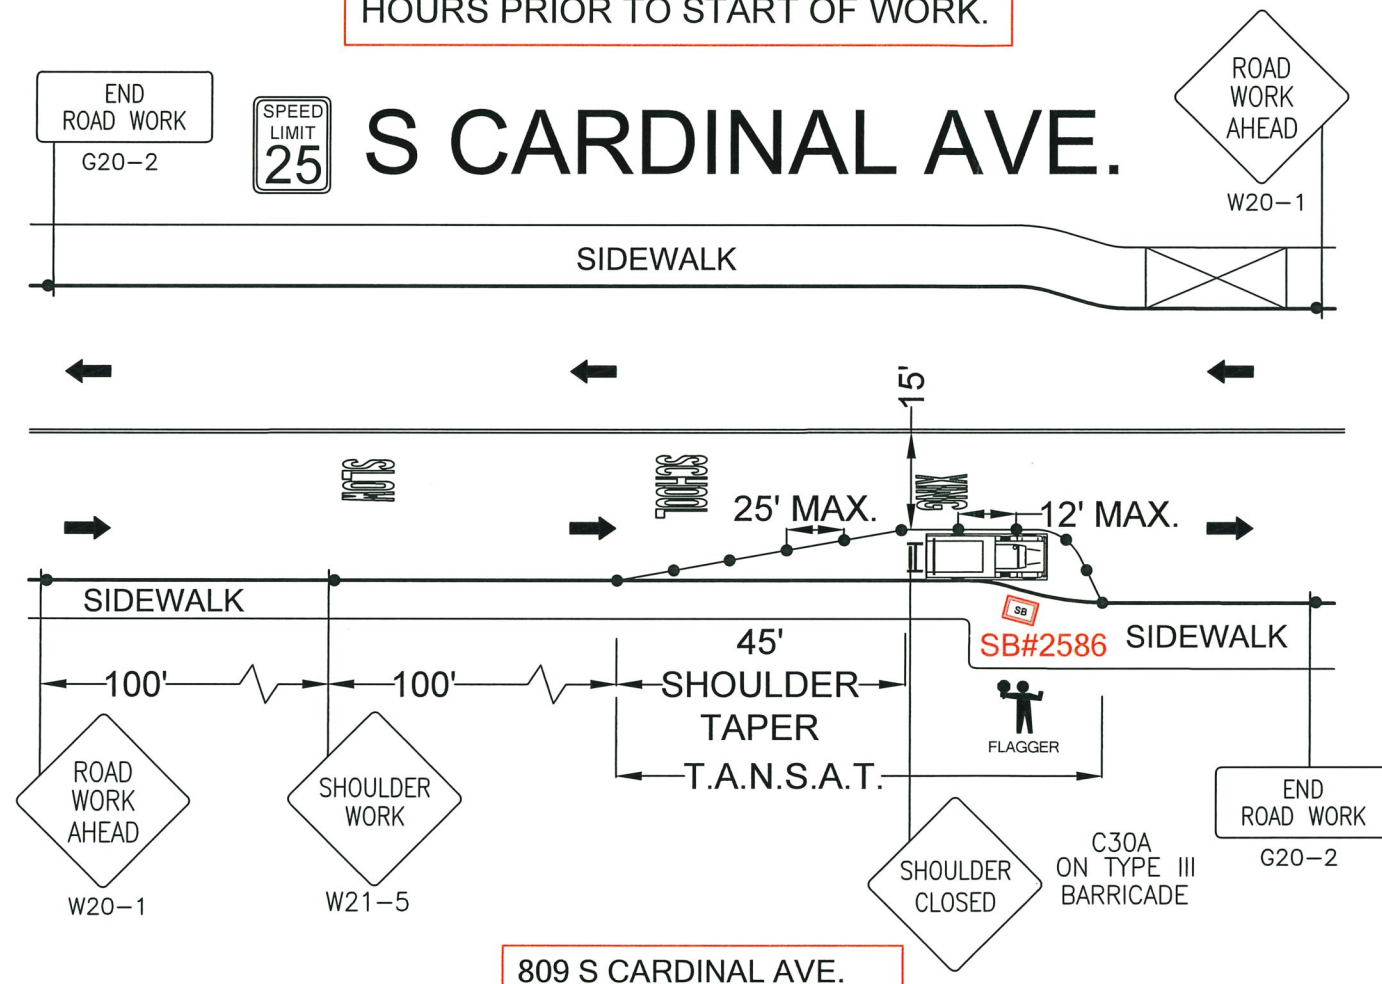 HOURS PRIOR TO START OF WORK.
END
ROAD WORK
G20-2
SPEED
LIMIT
25
S CARDINAL AVE.
ROAD
WORK
AHEAD
W20-1
SIDEWALK
15'
SLOW
SCHOOL
XING
25' MAX.
12' MAX.
SIDEWALK
SB
SB#2586
SIDEWALK
100'
100'
45'
SHOULDER
TAPER
T.A.N.S.A.T.
FLAGGER
ROAD
WORK
AHEAD
W20-1
SHOULDER
WORK
W21-5
SHOULDER
CLOSED
C30A
ON TYPE III
BARRICADE
END
ROAD WORK
G20-2
809 S CARDINAL AVE.